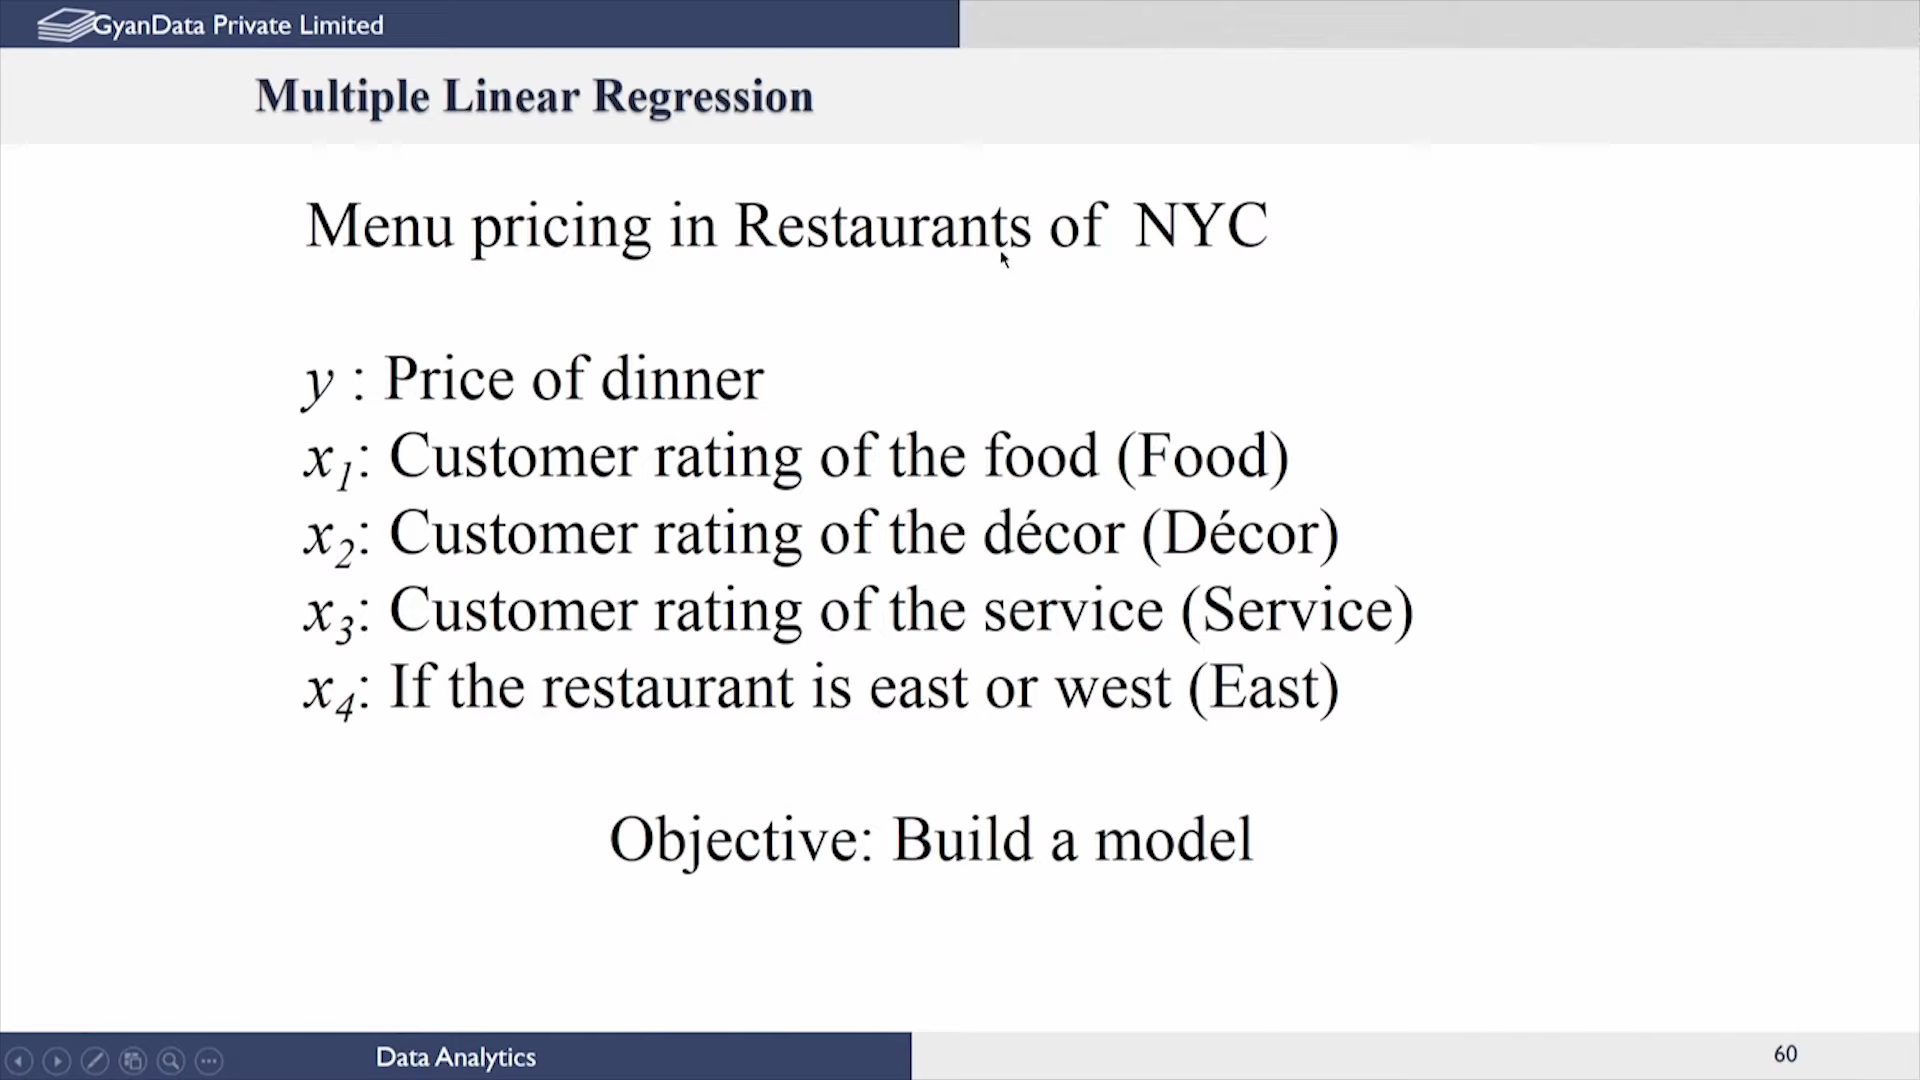 GyanData Private Limited
Multiple Linear Regression
Menu pricing in Restaurants of NYC
y : Price of dinner
x1: Customer rating of the food (Food)
x2: Customer rating of the décor (Décor)
x3: Customer rating of the service (Service)
x4: If the restaurant is east or west (East)
Objective: Build a model
Data Analytics
60